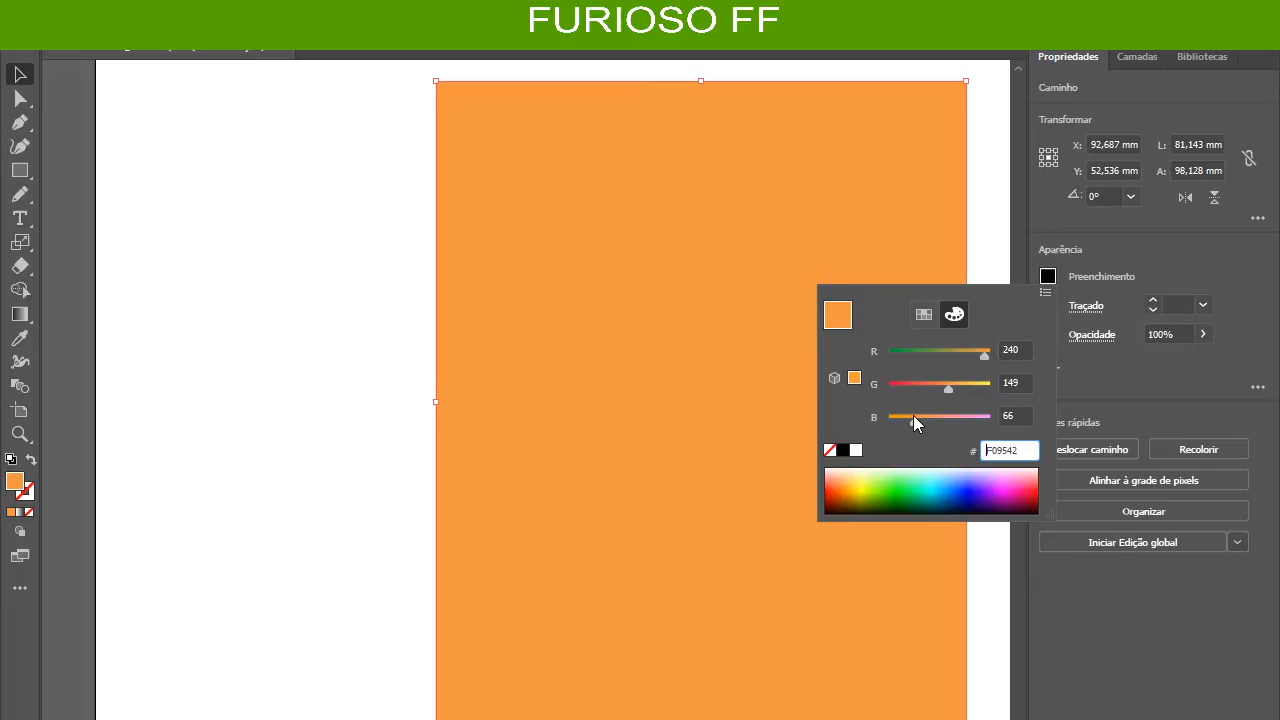 FURIOSO FF
Propriedades Camadas Bibliotecas
Caminho
Transformar
X: 92,687 mm L: 81,143 mm
Y: 52,536 mm A: 98,128 mm
0°
Aparência
Preenchimento
Traçado
Opacidade 100%
R 240
G 149
B 66
# F09542
es rápidas
eslocar caminho Recolorir
Alinhar à grade de pixels
Organizar
Iniciar Edição global